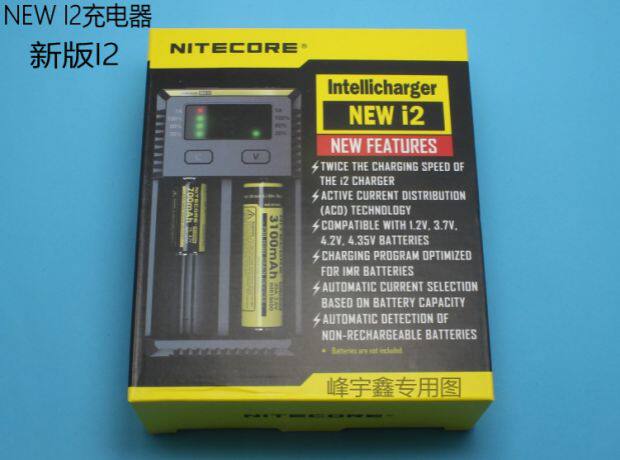 NEW I2充电器
新版I2
NITECORE®
Intellicharger
NEW i2
NEW FEATURES
TWICE THE CHARGING SPEED OF
THE i2 CHARGER
ACTIVE CURRENT DISTRIBUTION
(ACD) TECHNOLOGY
COMPATIBLE WITH 1.2V, 3.7V,
4.2V, 4.35V BATTERIES
CHARGING PROGRAM OPTIMIZED
FOR IMR BATTERIES
AUTOMATIC CURRENT SELECTION
BASED ON BATTERY CAPACITY
AUTOMATIC DETECTION OF
NON-RECHARGEABLE BATTERIES
* Batteries are not included
C
V
NITECORE
700mAh
3100mAh
峰宇鑫专用图
NITECORE®